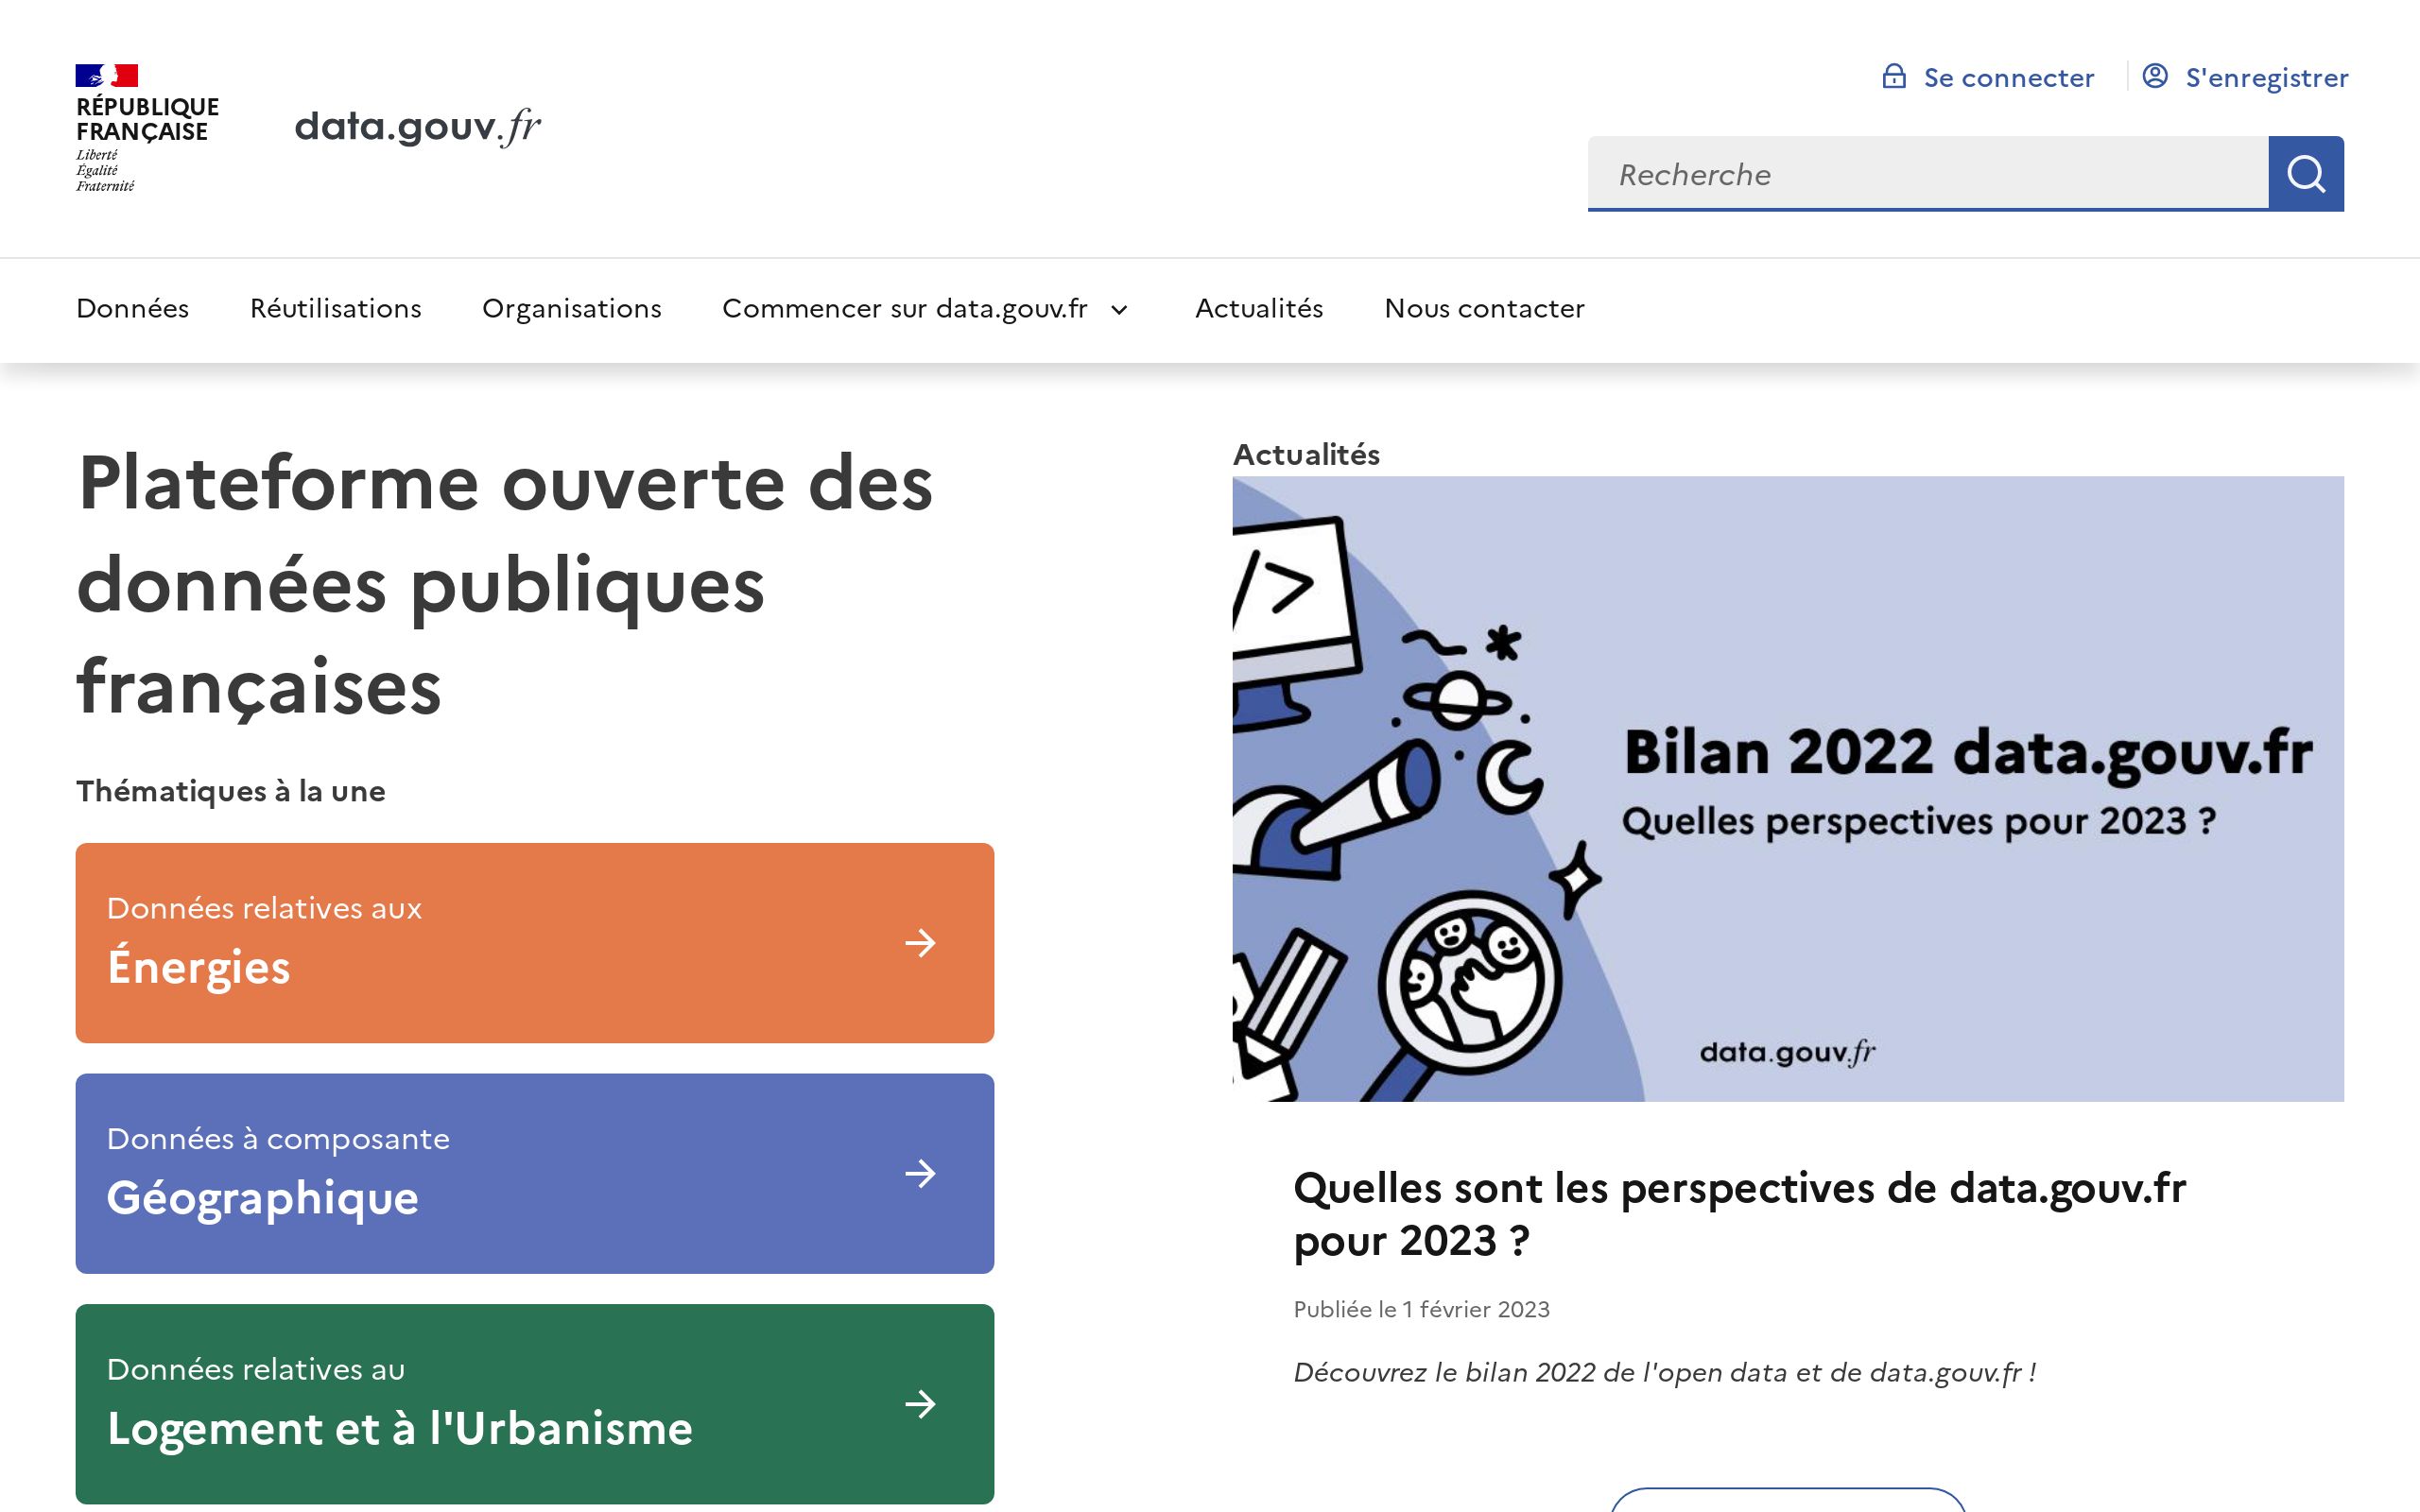 RÉPUBLIQUE
FRANÇAISE
Liberté
Égalité
Fraternité
data.gouv.fr
Se connecter
S'enregistrer
Recherche
Données
Réutilisations
Organisations
Commencer sur data.gouv.fr
Actualités
Nous contacter
Plateforme ouverte des
données publiques
françaises
Thématiques à la une
Données relatives aux
Énergies
Données à composante
Géographique
Données relatives au
Logement et à l'Urbanisme
Actualités
</>
Bilan 2022 data.gouv.fr
Quelles perspectives pour 2023 ?
data.gouv.fr
Quelles sont les perspectives de data.gouv.fr
pour 2023 ?
Publiée le 1 février 2023
Découvrez le bilan 2022 de l'open data et de data.gouv.fr !